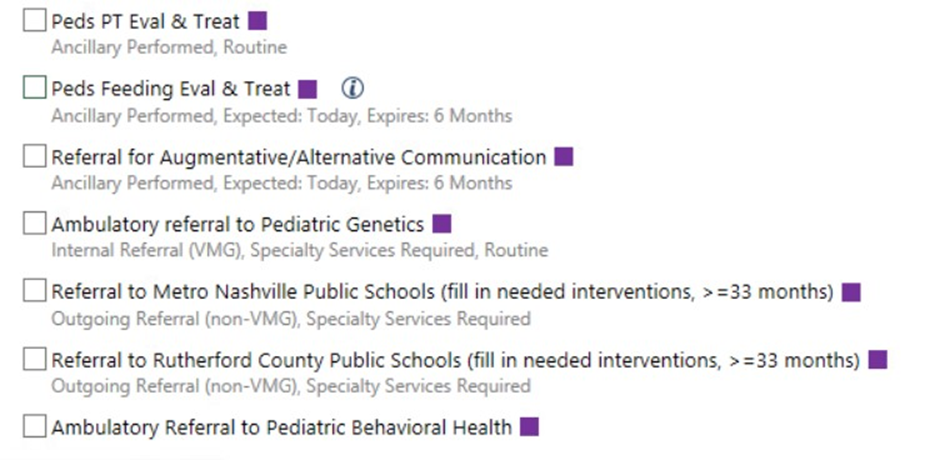 Peds PT Eval & Treat
Ancillary Performed, Routine
Peds Feeding Eval & Treat i
Ancillary Performed, Expected: Today, Expires: 6 Months
Referral for Augmentative/Alternative Communication
Ancillary Performed, Expected: Today, Expires: 6 Months
Ambulatory referral to Pediatric Genetics
Internal Referral (VMG), Specialty Services Required, Routine
Referral to Metro Nashville Public Schools (fill in needed interventions, >=33 months)
Outgoing Referral (non-VMG), Specialty Services Required
Referral to Rutherford County Public Schools (fill in needed interventions, >=33 months)
Outgoing Referral (non-VMG), Specialty Services Required
Ambulatory Referral to Pediatric Behavioral Health